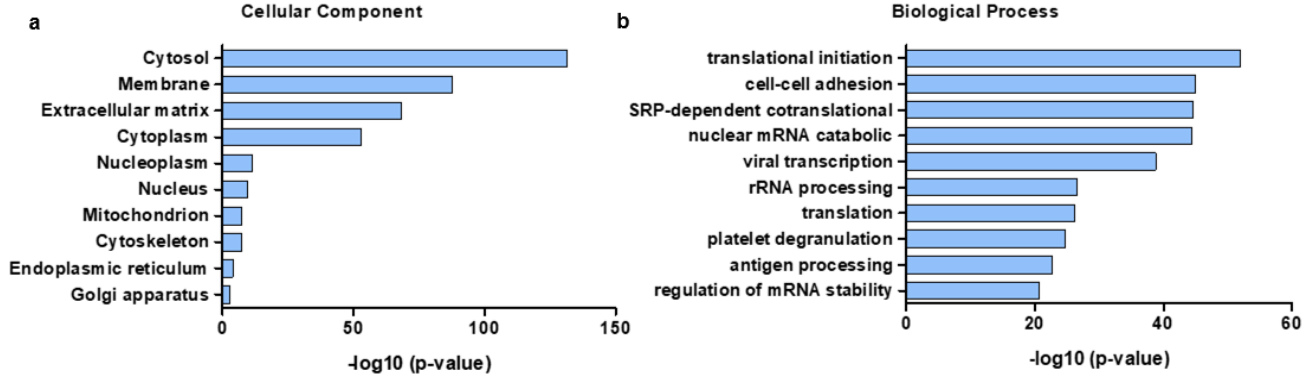 a
Cellular Component
Cytosol
Membrane
Extracellular matrix
Cytoplasm
Nucleoplasm
Nucleus
Mitochondrion
Cytoskeleton
Endoplasmic reticulum
Golgi apparatus
0 50 100 150
-log10 (p-value)
b
Biological Process
translational initiation
cell-cell adhesion
SRP-dependent cotranslational
nuclear mRNA catabolic
viral transcription
rRNA processing
translation
platelet degranulation
antigen processing
regulation of mRNA stability
0 20 40 60
-log10 (p-value)